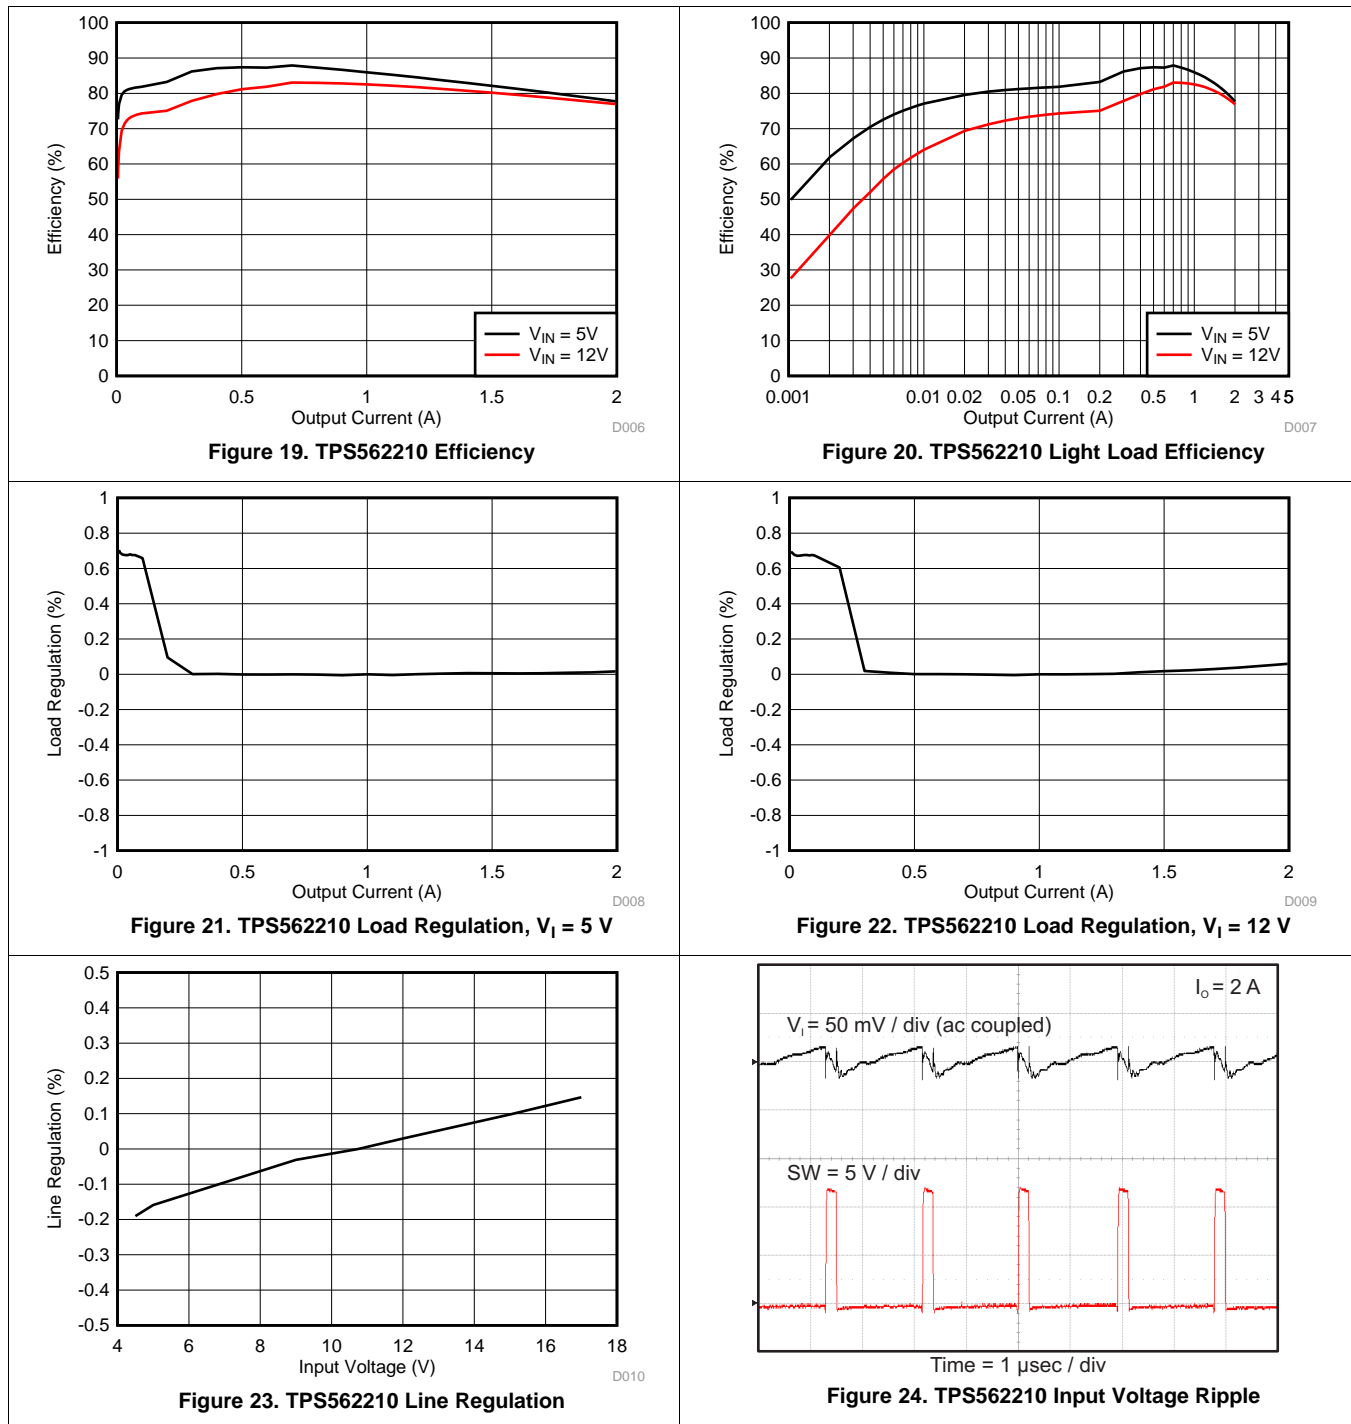 100
90
80
70
60
50
40
30
20
10
0
Efficiency (%)
V_IN = 5V
V_IN = 12V
0 0.5 1 1.5 2
Output Current (A)
D006
Figure 19. TPS562210 Efficiency
100
90
80
70
60
50
40
30
20
10
0
Efficiency (%)
V_IN = 5V
V_IN = 12V
0.001 0.01 0.02 0.05 0.1 0.2 0.5 1 2 3 4 5
Output Current (A)
D007
Figure 20. TPS562210 Light Load Efficiency
1
0.8
0.6
0.4
0.2
0
-0.2
-0.4
-0.6
-0.8
-1
Load Regulation (%)
0 0.5 1 1.5 2
Output Current (A)
D008
Figure 21. TPS562210 Load Regulation, V_I = 5 V
1
0.8
0.6
0.4
0.2
0
-0.2
-0.4
-0.6
-0.8
-1
Load Regulation (%)
0 0.5 1 1.5 2
Output Current (A)
D009
Figure 22. TPS562210 Load Regulation, V_I = 12 V
0.5
0.4
0.3
0.2
0.1
0
-0.1
-0.2
-0.3
-0.4
-0.5
Line Regulation (%)
4 6 8 10 12 14 16 18
Input Voltage (V)
D010
Figure 23. TPS562210 Line Regulation
I_O = 2 A
V_I = 50 mV / div (ac coupled)
SW = 5 V / div
Time = 1 µsec / div
Figure 24. TPS562210 Input Voltage Ripple